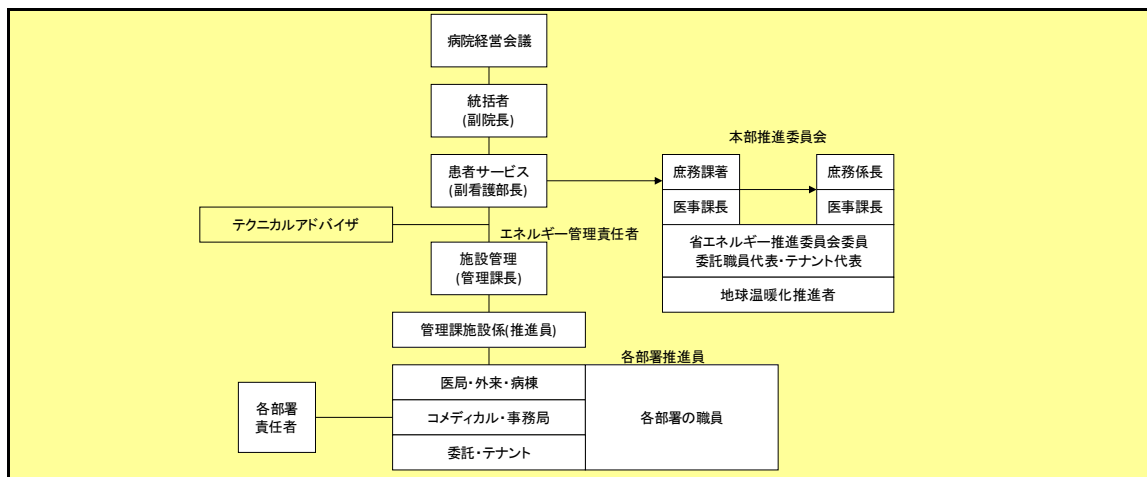 病院経営会議
統括者
(副院長)
本部推進委員会
患者サービス
(副看護部長)
庶務課著
庶務係長
医事課長
医事課長
テクニカルアドバイザ
エネルギー管理責任者
省エネルギー推進委員会委員
委託職員代表・テナント代表
施設管理
(管理課長)
地球温暖化推進者
管理課施設係(推進員)
各部署推進員
医局・外来・病棟
各部署
責任者
コメディカル・事務局
各部署の職員
委託・テナント